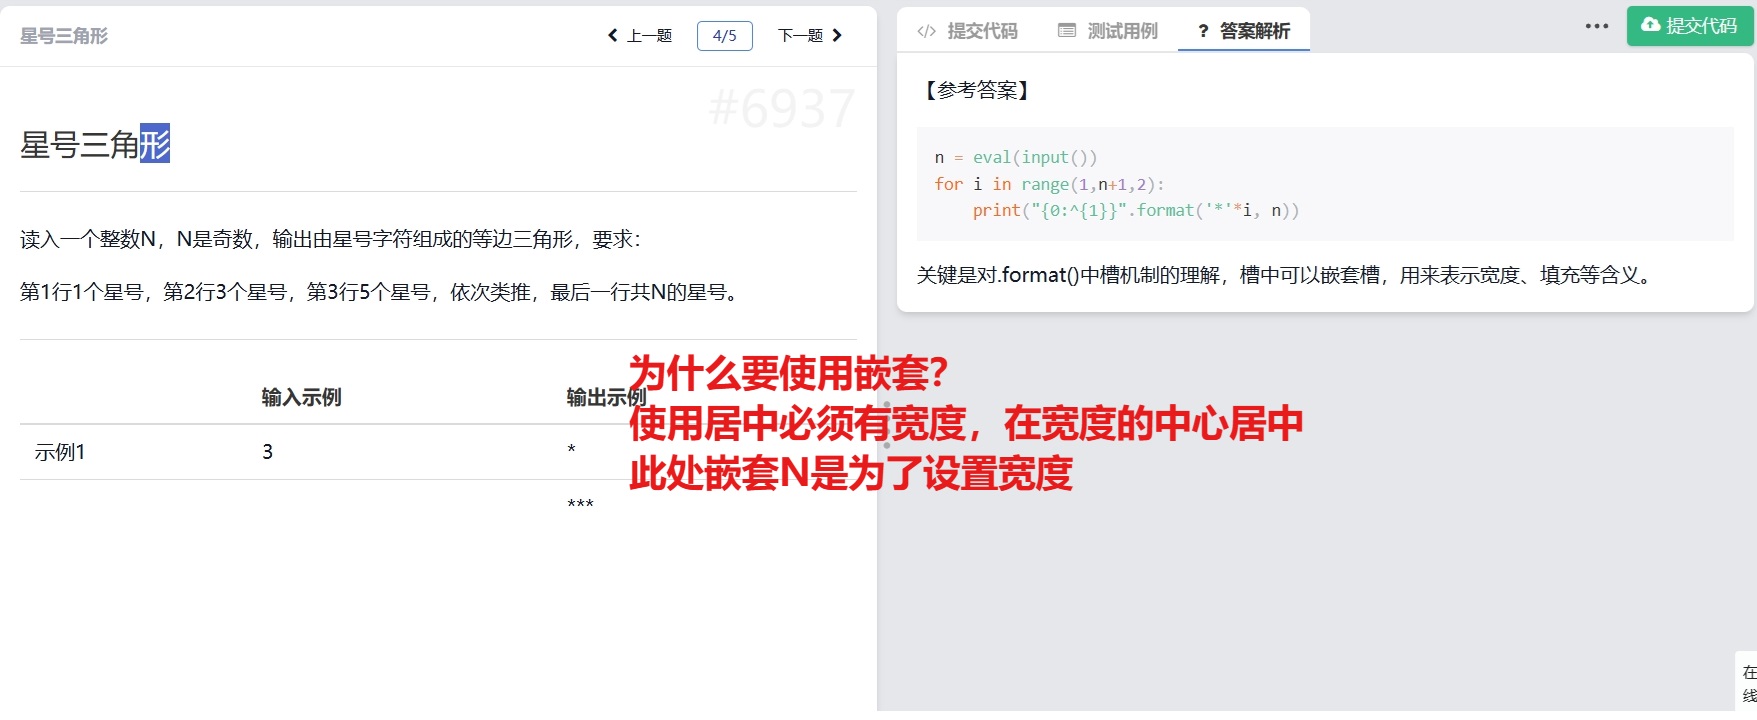 星号三角形
上一题
4/5
下一题
#6937
星号三角形
读入一个整数N，N是奇数，输出由星号字符组成的等边三角形，要求：
第1行1个星号，第2行3个星号，第3行5个星号，依次类推，最后一行共N的星号。
输入示例
输出示例
示例1
3
*
***
</> 提交代码
测试用例
? 答案解析
•••
提交代码
【参考答案】
n = eval(input())
for i in range(1,n+1,2):
    print("{0:^{1}}".format('*'*i, n))
关键是对.format()中槽机制的理解，槽中可以嵌套槽，用来表示宽度、填充等含义。
为什么要使用嵌套？
使用居中必须有宽度，在宽度的中心居中
此处嵌套N是为了设置宽度
在
线